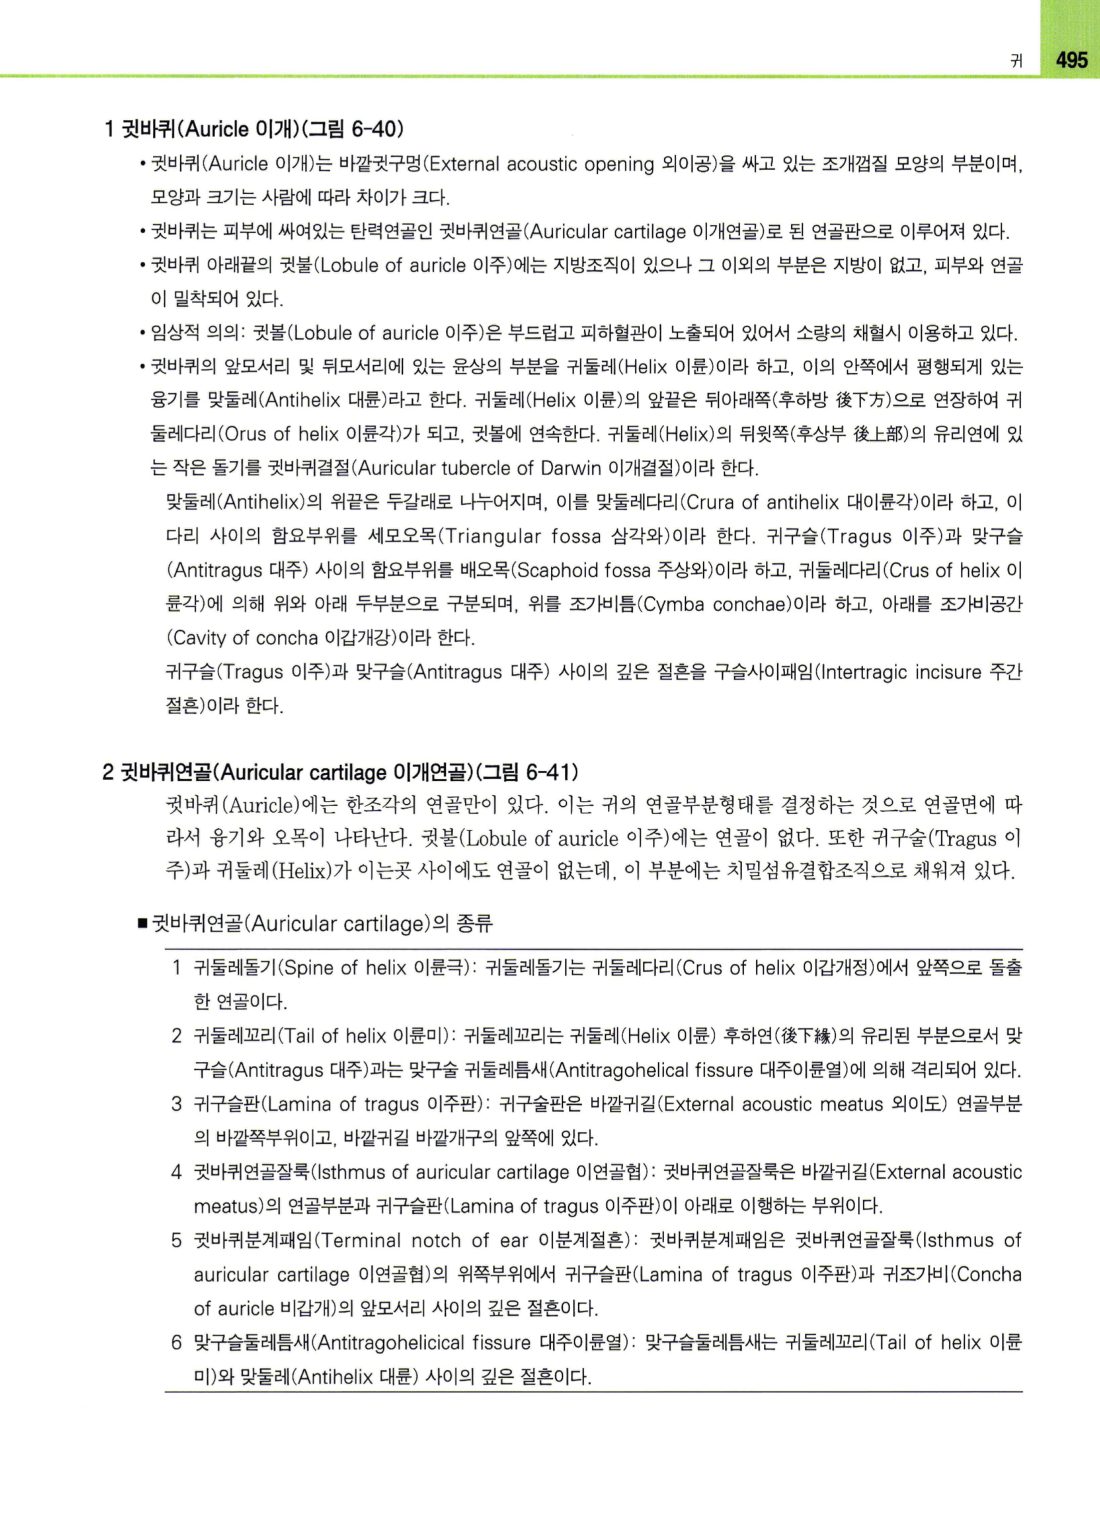 귀 495
1 귓바퀴(Auricle 이개)(그림 6-40)
• 귓바퀴(Auricle 이개)는 바깥귓구멍(External acoustic opening 외이공)을 싸고 있는 조개껍질 모양의 부분이며,
모양과 크기는 사람에 따라 차이가 크다.
• 귓바퀴는 피부에 싸여있는 탄력연골인 귓바퀴연골(Auricular cartilage 이개연골)로 된 연골판으로 이루어져 있다.
• 귓바퀴 아래끝의 귓불(Lobule of auricle 이주)에는 지방조직이 있으나 그 이외의 부분은 지방이 없고, 피부와 연골
이 밀착되어 있다.
• 임상적 의의: 귓볼(Lobule of auricle 이주)은 부드럽고 피하혈관이 노출되어 있어서 소량의 채혈시 이용하고 있다.
• 귓바퀴의 앞모서리 및 뒤모서리에 있는 윤상의 부분을 귀둘레(Helix 이륜)이라 하고, 이의 안쪽에서 평행되게 있는
융기를 맞둘레(Antihelix 대륜)라고 한다. 귀둘레(Helix 이륜)의 앞끝은 뒤아래쪽(후하방 後下方)으로 연장하여 귀
둘레다리(Orus of helix 이륜각)가 되고, 귓볼에 연속한다. 귀둘레(Helix)의 뒤윗쪽(후상부 後上部)의 유리연에 있
는 작은 돌기를 귓바퀴결절(Auricular tubercle of Darwin 이개결절)이라 한다.
맞둘레(Antihelix)의 위끝은 두갈래로 나누어지며, 이를 맞둘레다리(Crura of antihelix 대이륜각)이라 하고, 이
다리 사이의 함요부위를 세모오목(Triangular fossa 삼각와)이라 한다. 귀구슬(Tragus 이주)과 맞구슬
(Antitragus 대주) 사이의 함요부위를 배오목(Scaphoid fossa 주상와)이라 하고, 귀둘레다리(Crus of helix 이
륜각)에 의해 위와 아래 두부분으로 구분되며, 위를 조가비틈(Cymba conchae)이라 하고, 아래를 조가비공간
(Cavity of concha 이갑개강)이라 한다.
귀구슬(Tragus 이주)과 맞구슬(Antitragus 대주) 사이의 깊은 절흔을 구슬사이패임(Intertragic incisure 주간
절흔)이라 한다.
2 귓바퀴연골(Auricular cartilage 이개연골)(그림 6-41)
귓바퀴(Auricle)에는 한조각의 연골만이 있다. 이는 귀의 연골부분형태를 결정하는 것으로 연골면에 따
라서 융기와 오목이 나타난다. 귓불(Lobule of auricle 이주)에는 연골이 없다. 또한 귀구술(Tragus 이
주)과 귀둘레(Helix)가 이는곳 사이에도 연골이 없는데, 이 부분에는 치밀섬유결합조직으로 채워져 있다.
■ 귓바퀴연골(Auricular cartilage)의 종류
1 귀둘레돌기(Spine of helix 이륜극): 귀둘레돌기는 귀둘레다리(Crus of helix 이갑개정)에서 앞쪽으로 돌출
한 연골이다.
2 귀둘레꼬리(Tail of helix 이륜미): 귀둘레꼬리는 귀둘레(Helix 이륜) 후하연(後下緣)의 유리된 부분으로서 맞
구슬(Antitragus 대주)과는 맞구술 귀둘레틈새(Antitragohelical fissure 대주이륜열)에 의해 격리되어 있다.
3 귀구슬판(Lamina of tragus 이주판): 귀구술판은 바깥귀길(External acoustic meatus 외이도) 연골부분
의 바깥쪽부위이고, 바깥귀길 바깥개구의 앞쪽에 있다.
4 귓바퀴연골잘룩(Isthmus of auricular cartilage 이연골협): 귓바퀴연골잘룩은 바깥귀길(External acoustic
meatus)의 연골부분과 귀구슬판(Lamina of tragus 이주판)이 아래로 이행하는 부위이다.
5 귓바퀴분계패임(Terminal notch of ear 이분계절흔): 귓바퀴분계패임은 귓바퀴연골잘룩(Isthmus of
auricular cartilage 이연골협)의 위쪽부위에서 귀구슬판(Lamina of tragus 이주판)과 귀조가비(Concha
of auricle 비갑개)의 앞모서리 사이의 깊은 절흔이다.
6 맞구슬둘레틈새(Antitragohelicical fissure 대주이륜열): 맞구슬둘레틈새는 귀둘레꼬리(Tail of helix 이륜
미)와 맞둘레(Antihelix 대륜) 사이의 깊은 절흔이다.